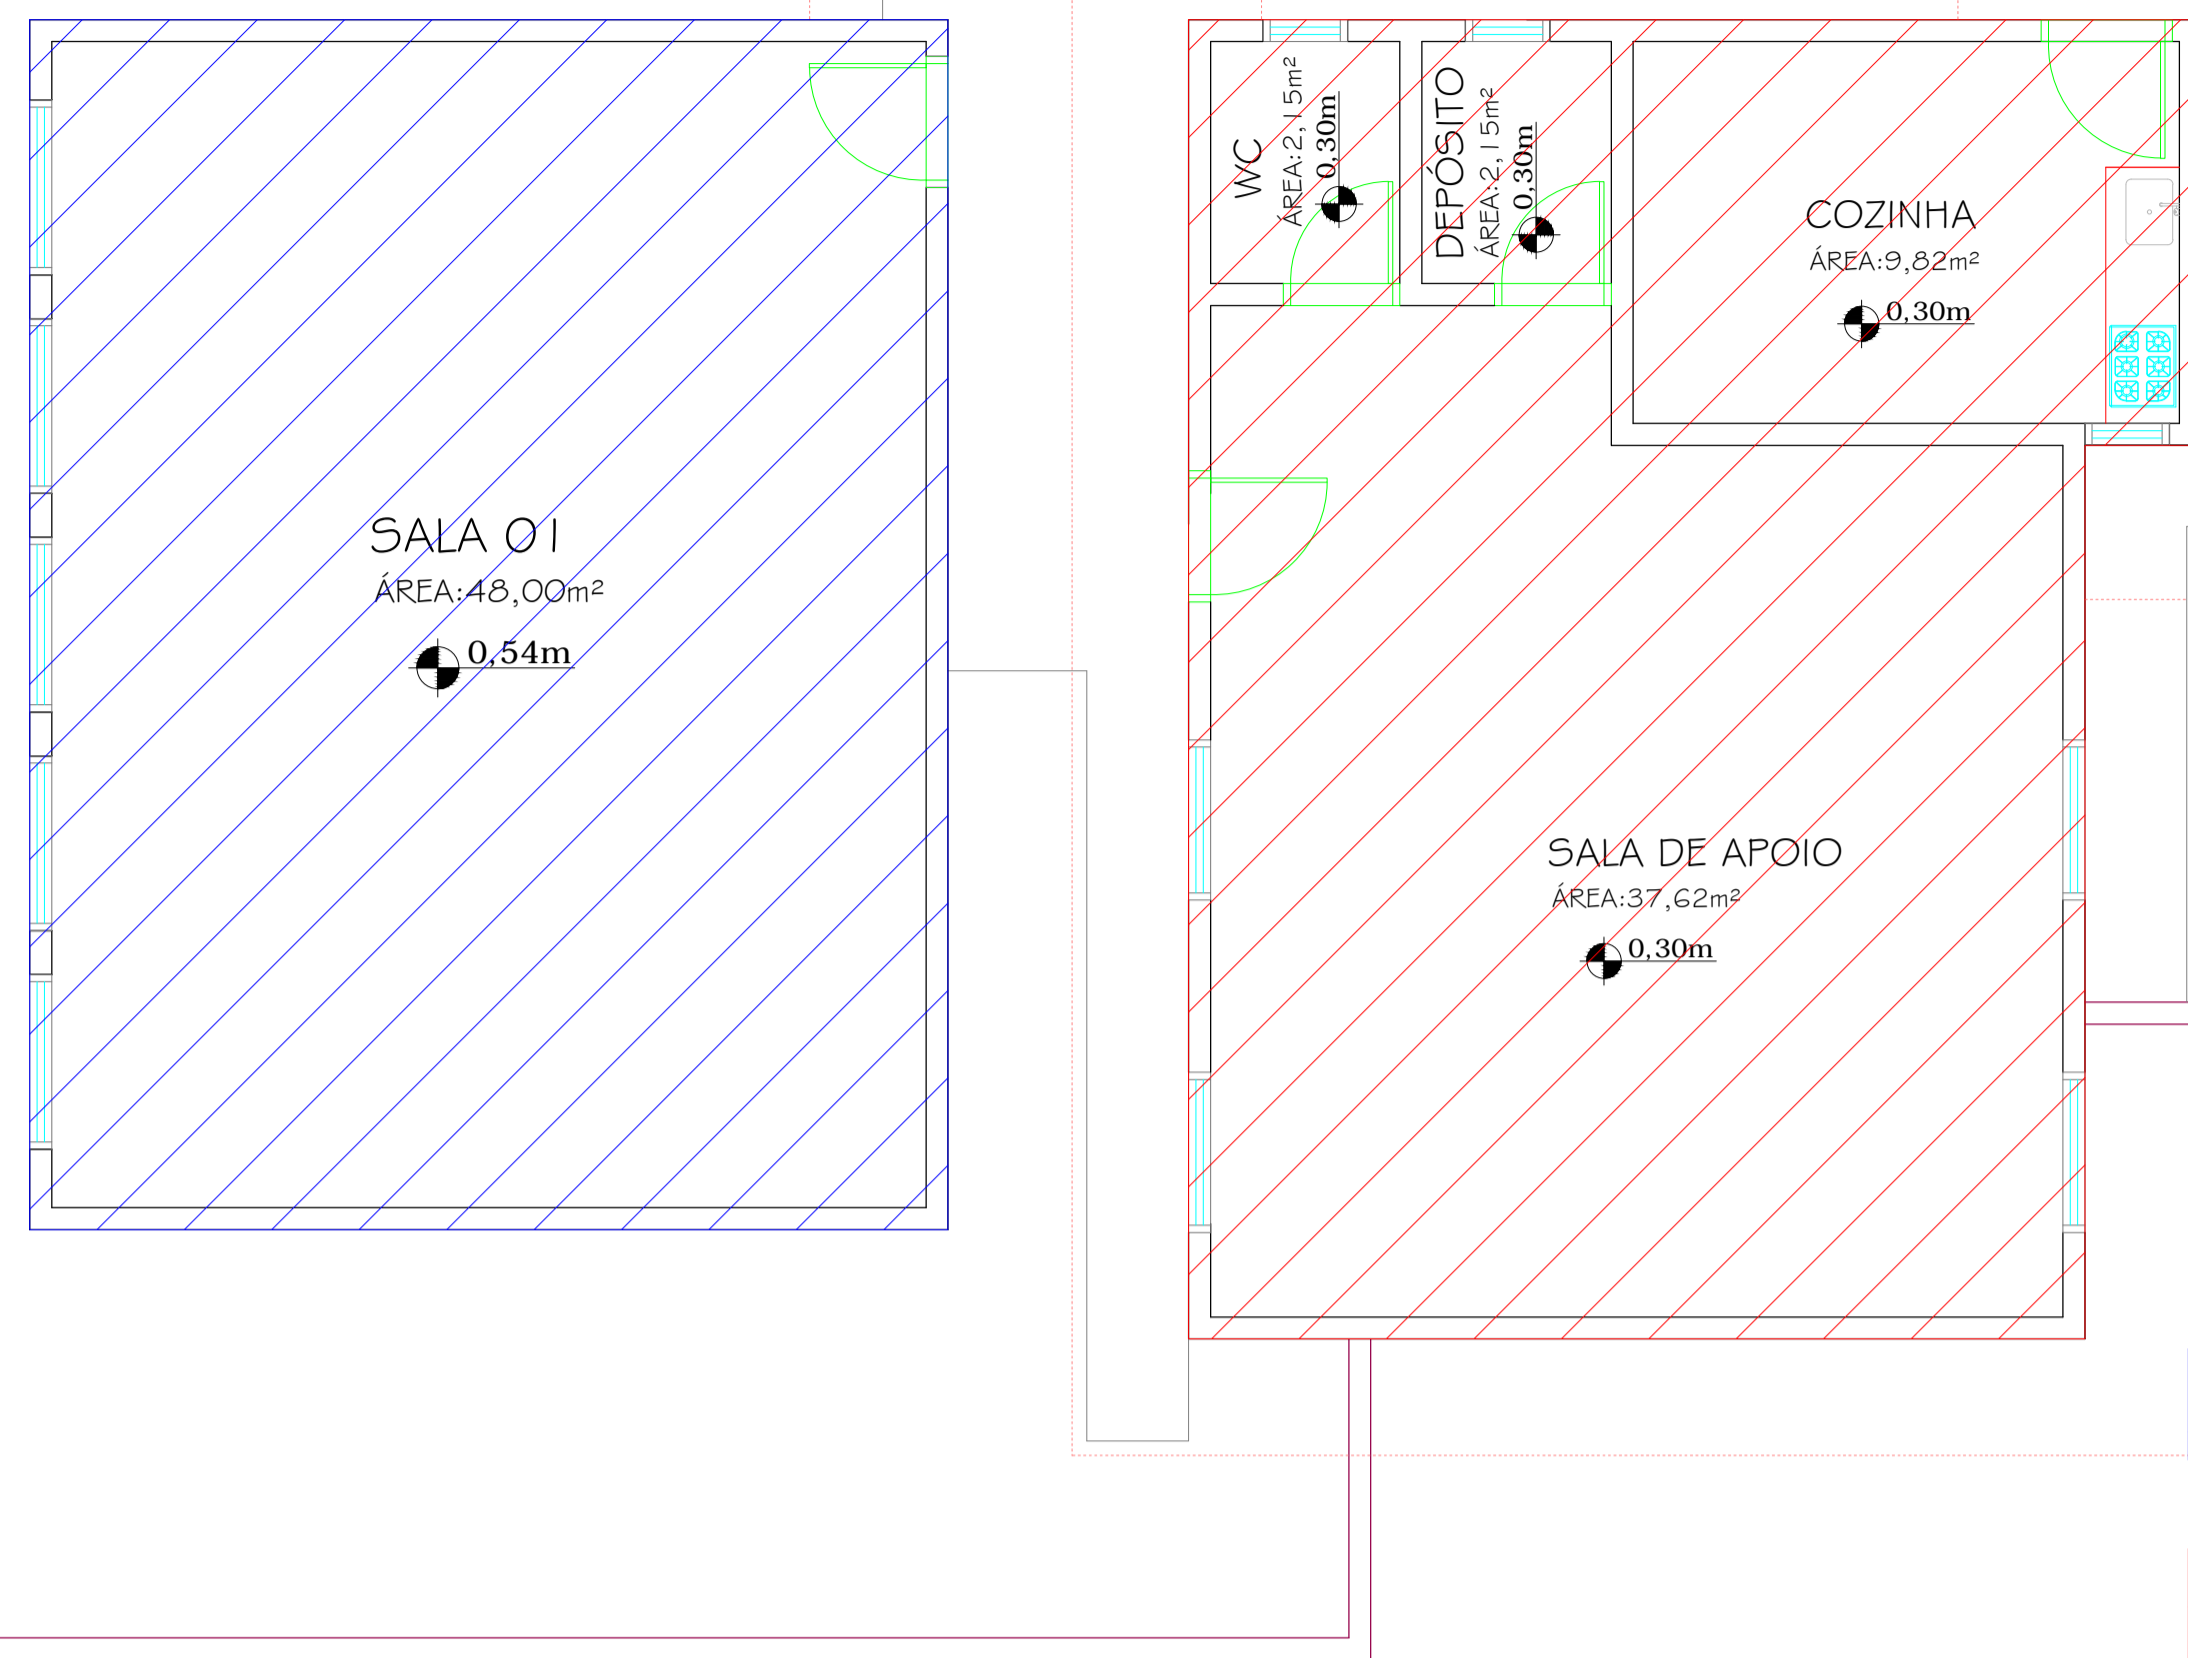 SALA 01
ÁREA:48,00m²
0,54m
WC
ÁREA:2,15m²
0,30m
DEPÓSITO
ÁREA:2,15m²
0,30m
COZINHA
ÁREA:9,82m²
0,30m
SALA DE APOIO
ÁREA:37,62m²
0,30m